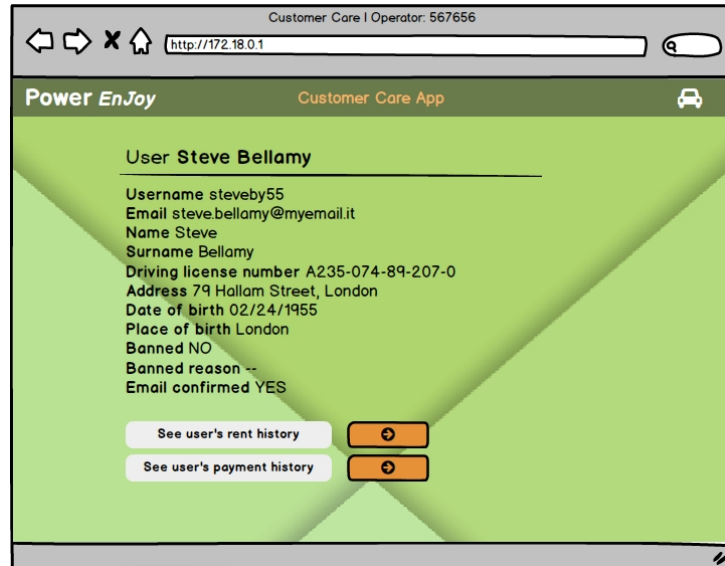 Customer Care | Operator: 567656
http://172.18.0.1
Power EnJoy
Customer Care App
User Steve Bellamy
Username steveby55
Email steve.bellamy@myemail.it
Name Steve
Surname Bellamy
Driving license number A235-074-89-207-0
Address 79 Hallam Street, London
Date of birth 02/24/1955
Place of birth London
Banned NO
Banned reason --
Email confirmed YES
See user's rent history
See user's payment history